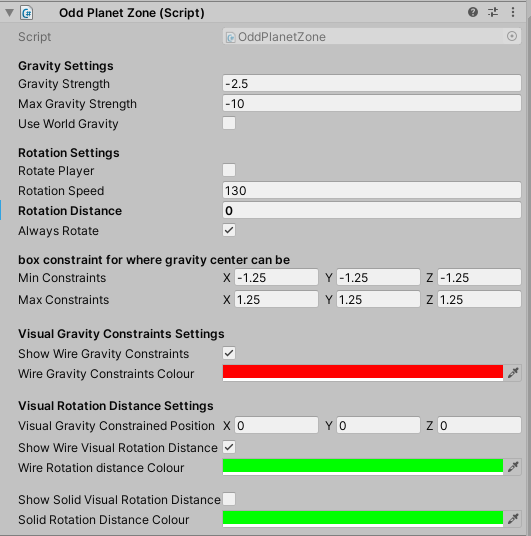 Odd Planet Zone (Script)
Script OddPlanetZone
Gravity Settings
Gravity Strength -2.5
Max Gravity Strength -10
Use World Gravity
Rotation Settings
Rotate Player
Rotation Speed 130
Rotation Distance 0
Always Rotate
box constraint for where gravity center can be
Min Constraints X -1.25 Y -1.25 Z -1.25
Max Constraints X 1.25 Y 1.25 Z 1.25
Visual Gravity Constraints Settings
Show Wire Gravity Constraints
Wire Gravity Constraints Colour
Visual Rotation Distance Settings
Visual Gravity Constrained Position X 0 Y 0 Z 0
Show Wire Visual Rotation Distance
Wire Rotation distance Colour
Show Solid Visual Rotation Distance
Solid Rotation Distance Colour